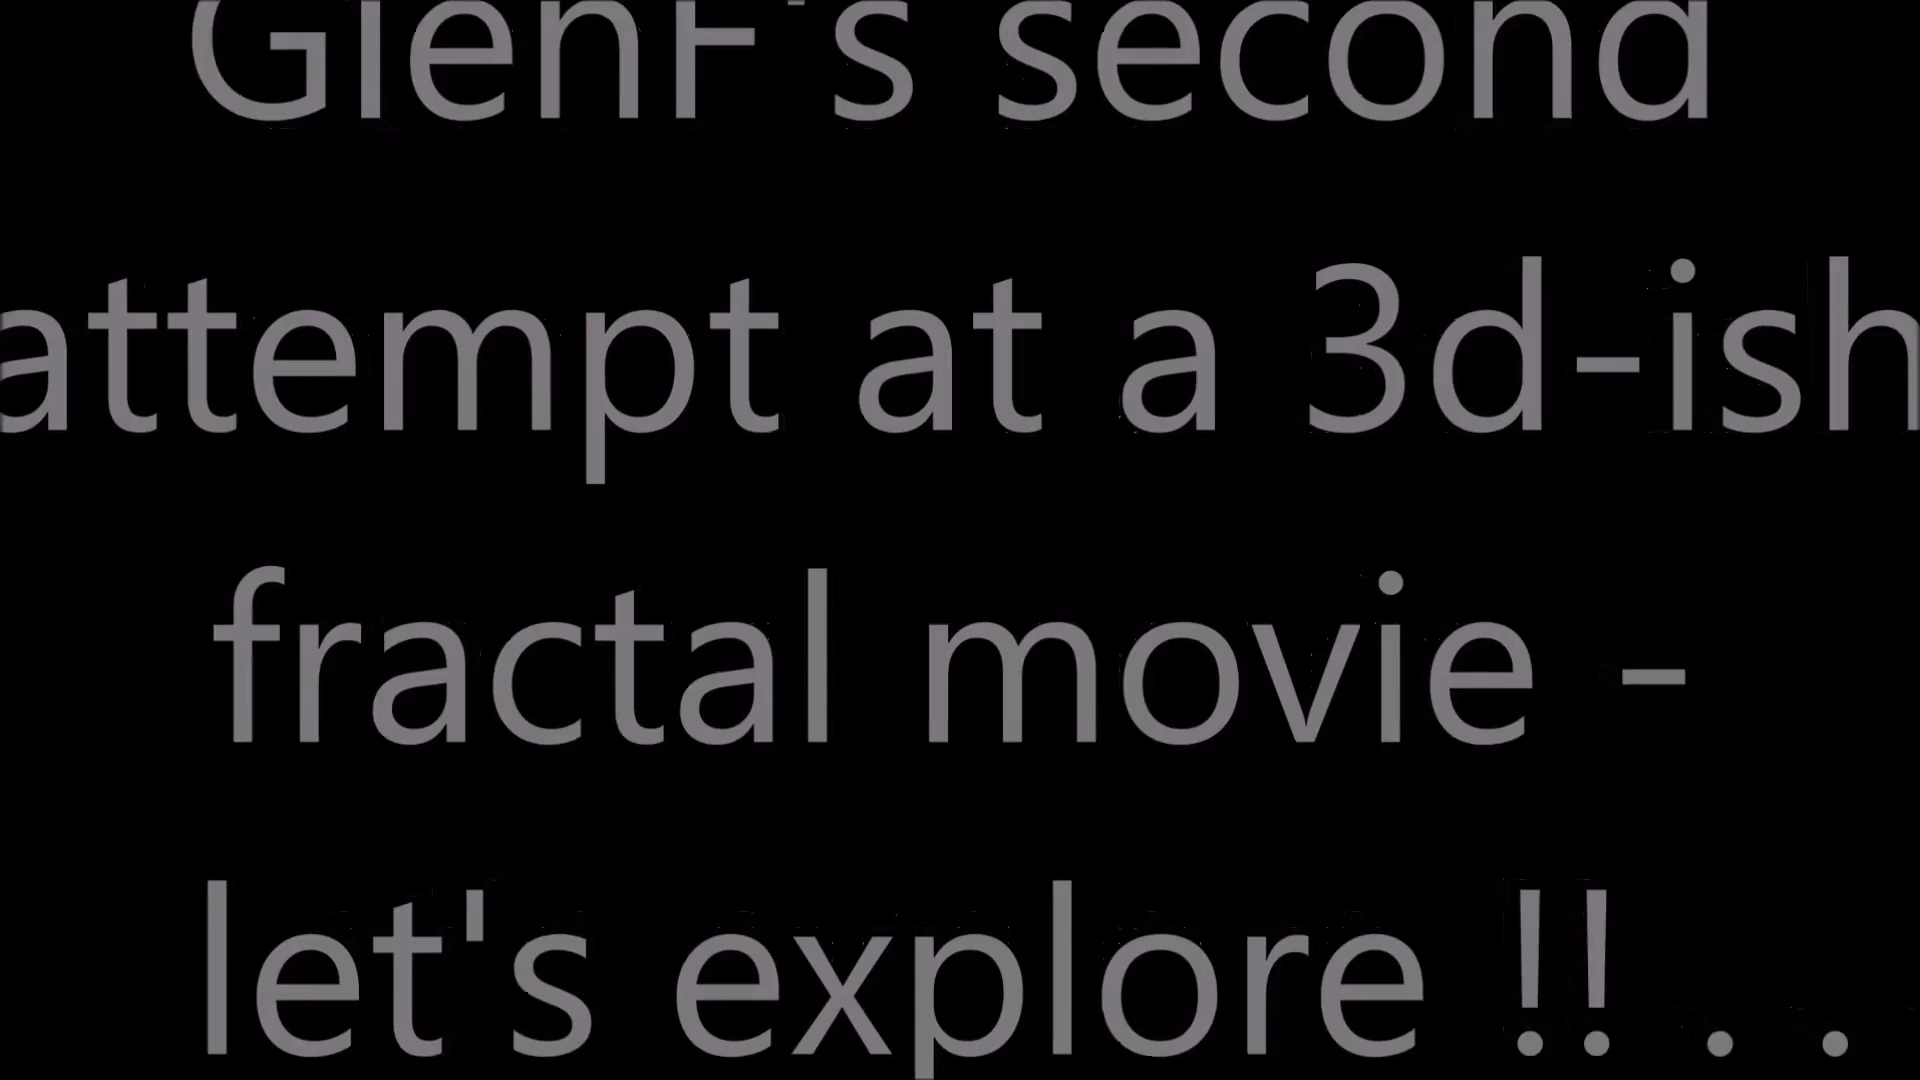 GlenF's second
attempt at a 3d-ish
fractal movie -
let's explore !! . .